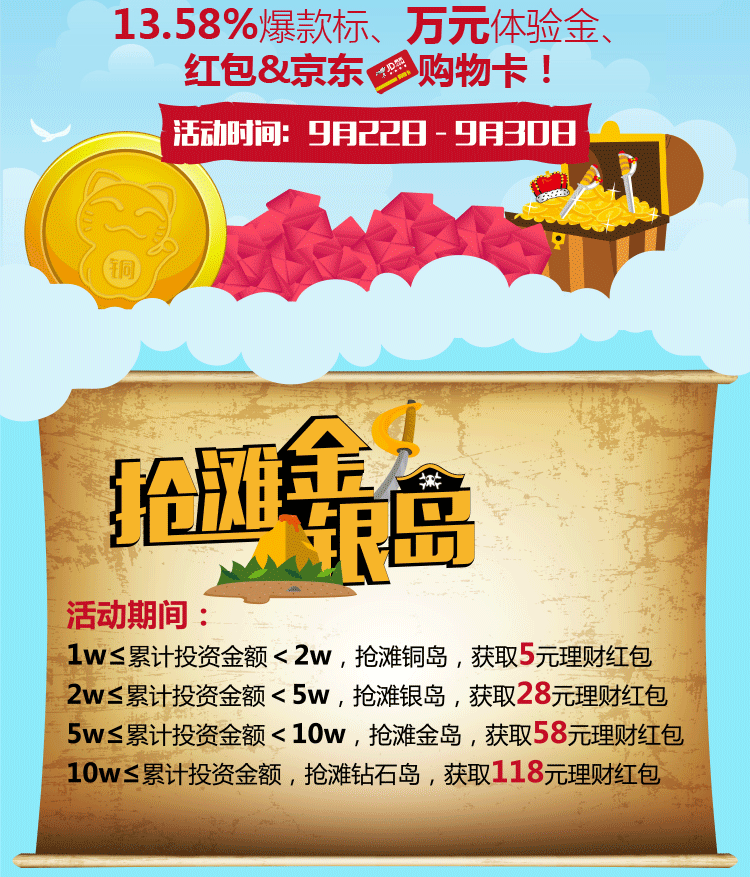 13.58%爆款标、万元体验金、
红包&京东购物卡！
活动时间：9月22日 - 9月30日
铜
抢滩金银岛
活动期间：
1w≤累计投资金额＜2w，抢滩铜岛，获取5元理财红包
2w≤累计投资金额＜5w，抢滩银岛，获取28元理财红包
5w≤累计投资金额＜10w，抢滩金岛，获取58元理财红包
10w≤累计投资金额，抢滩钻石岛，获取118元理财红包